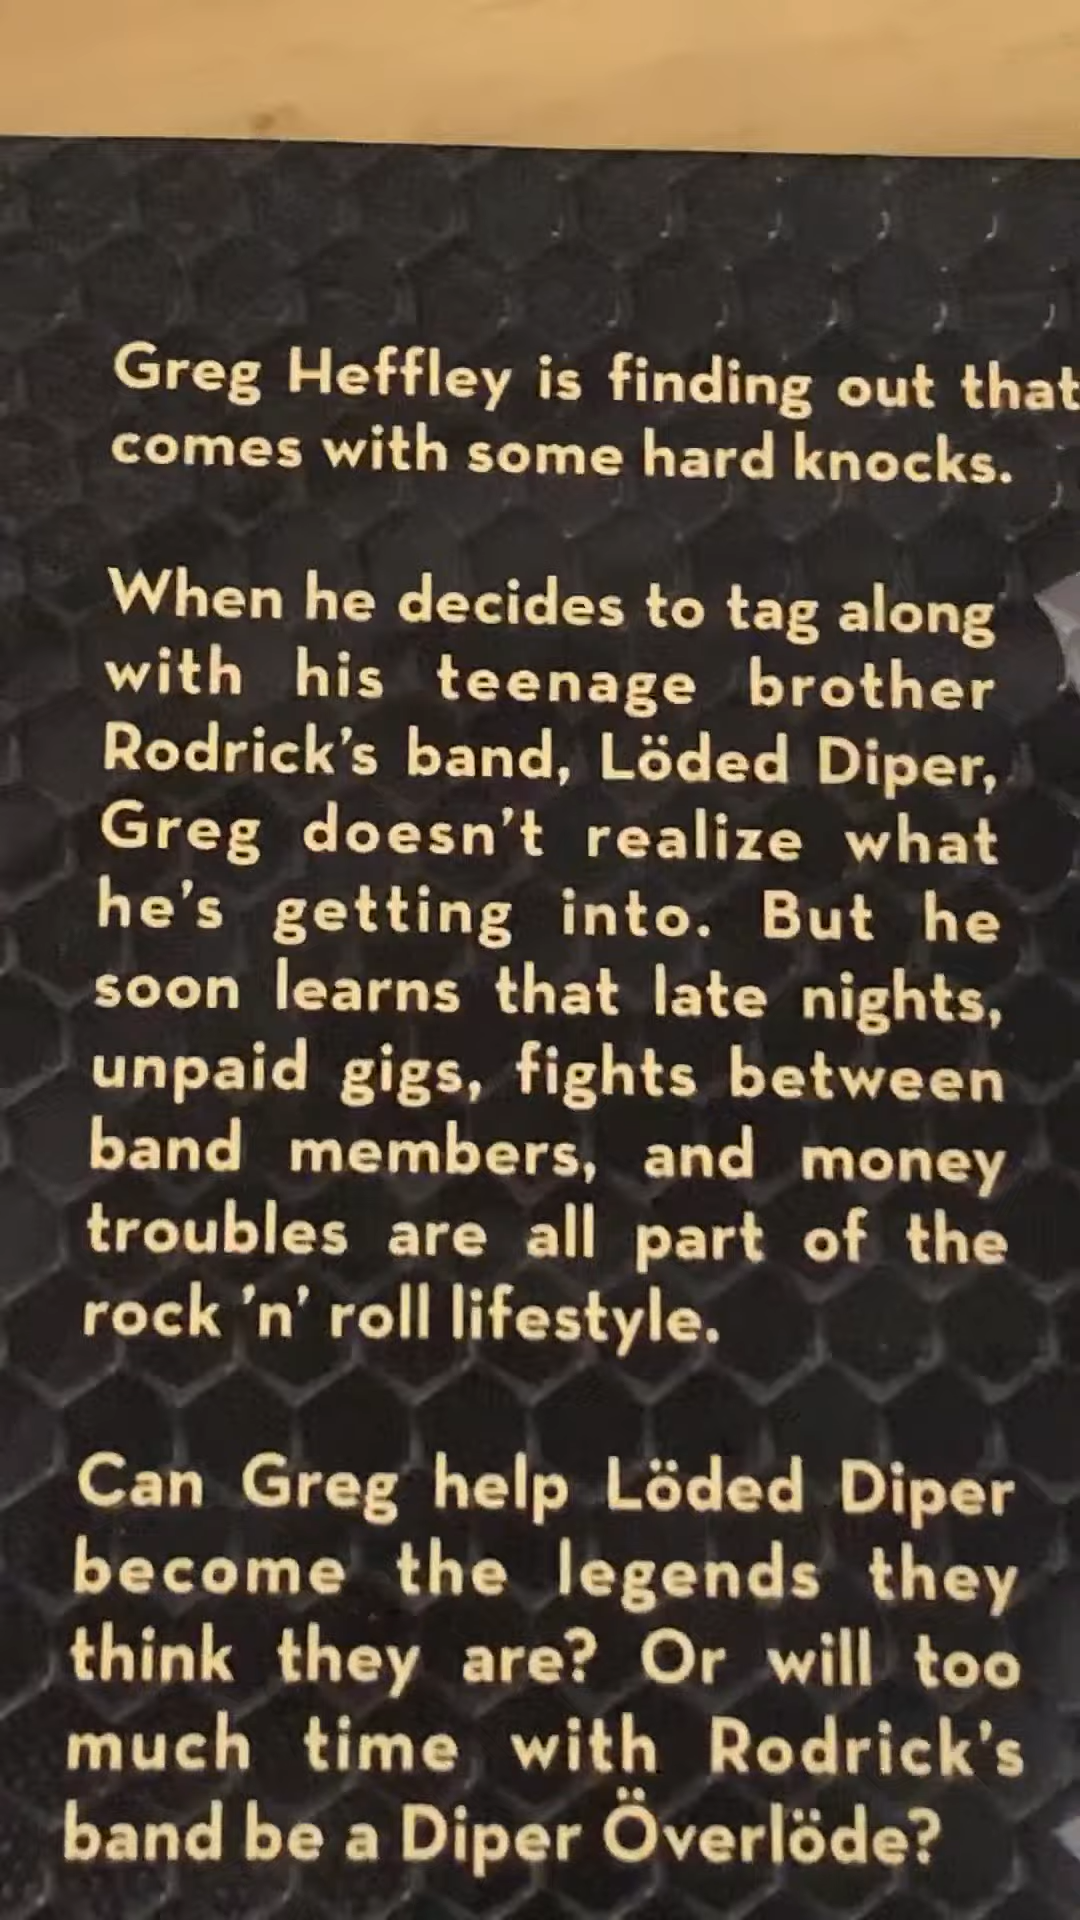 Greg Heffley is finding out that
comes with some hard knocks.
When he decides to tag along
with his teenage brother
Rodrick's band, Löded Diper,
Greg doesn't realize what
he's getting into. But he
soon learns that late nights,
unpaid gigs, fights between
band members, and money
troubles are all part of the
rock 'n' roll lifestyle.
Can Greg help Löded Diper
become the legends they
think they are? Or will too
much time with Rodrick's
band be a Diper Överlöde?